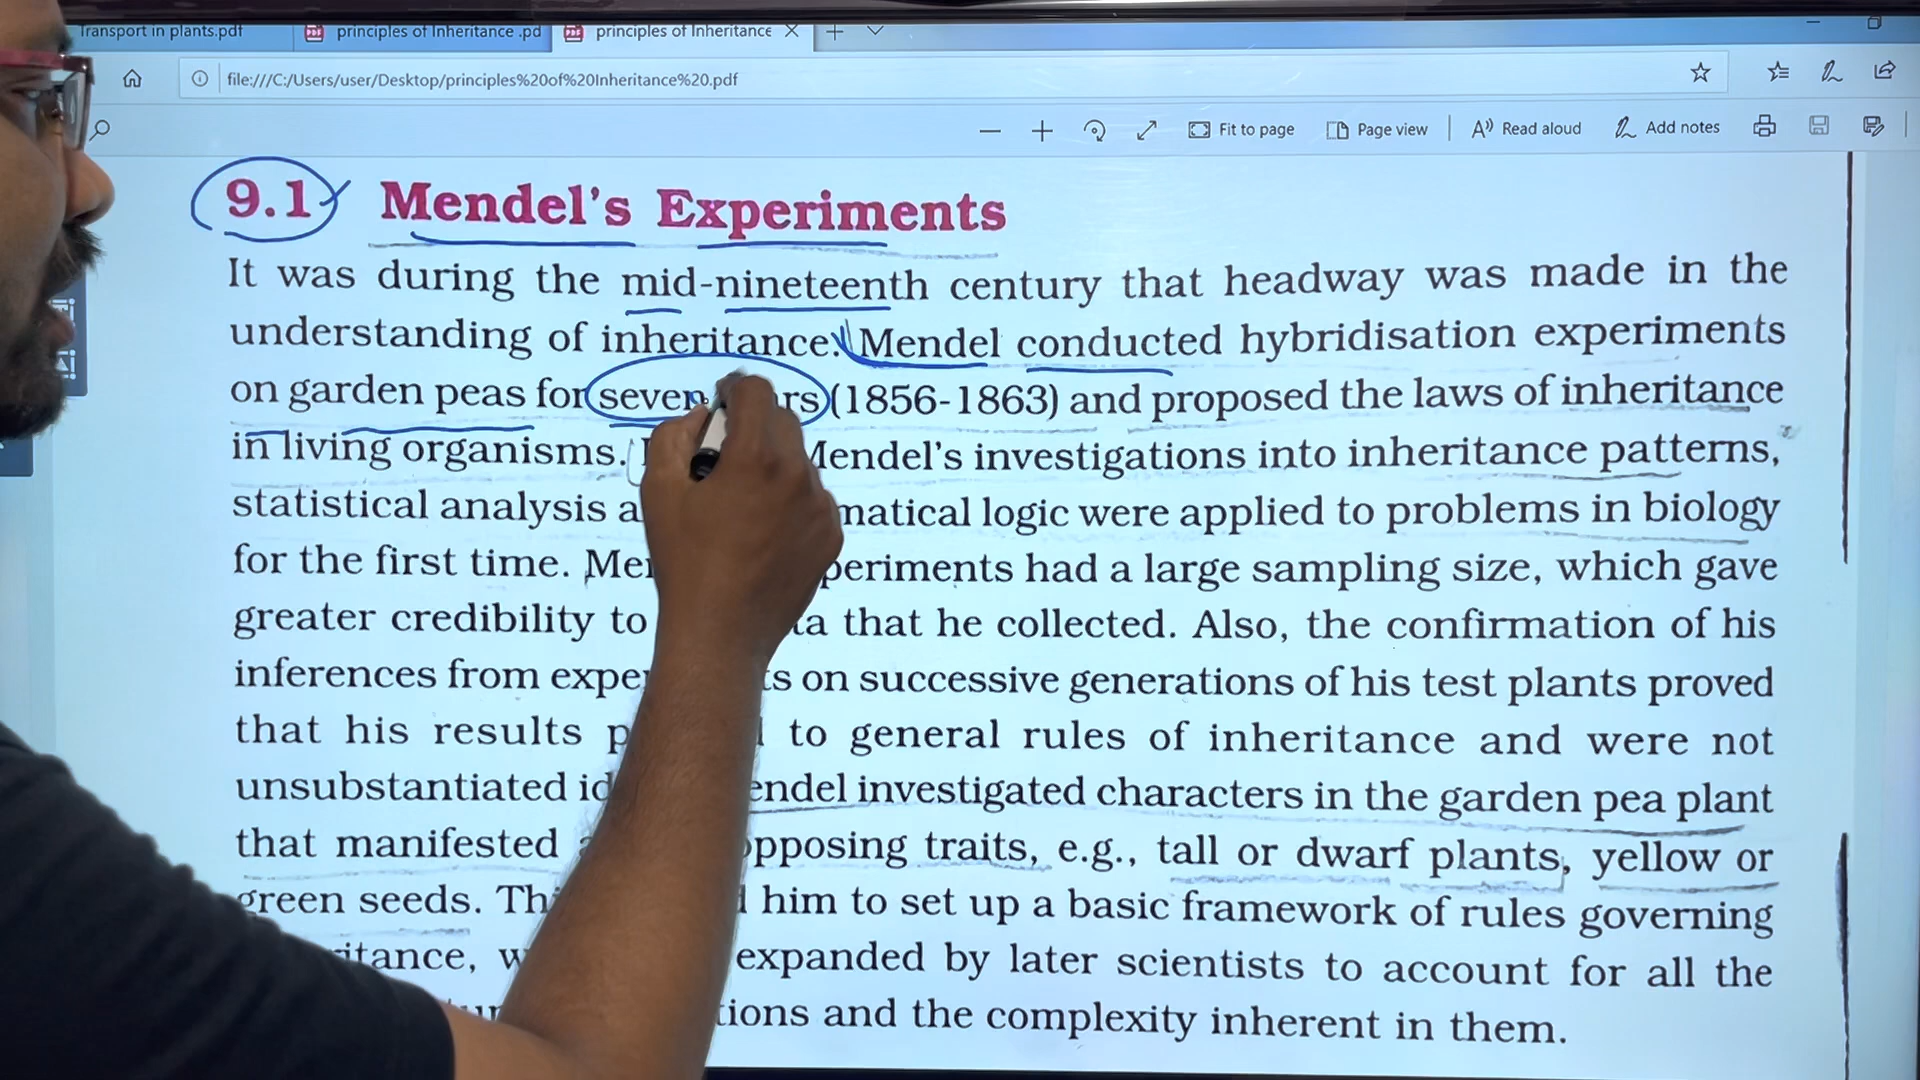 Transport in plants.pdf principles of Inheritance .pd principles of Inheritance
file:///C:/Users/user/Desktop/principles%20of%20Inheritance%20.pdf
Fit to page Page view Read aloud Add notes
9.1 Mendel's Experiments
It was during the mid-nineteenth century that headway was made in the
understanding of inheritance. Mendel conducted hybridisation experiments
on garden peas for seven (1856-1863) and proposed the laws of inheritance
in living organisms. Mendel's investigations into inheritance patterns,
statistical analysis a matical logic were applied to problems in biology
for the first time. Me periments had a large sampling size, which gave
greater credibility to ta that he collected. Also, the confirmation of his
inferences from expe ts on successive generations of his test plants proved
that his results p to general rules of inheritance and were not
unsubstantiated id endel investigated characters in the garden pea plant
that manifested pposing traits, e.g., tall or dwarf plants, yellow or
green seeds. Th him to set up a basic framework of rules governing
ritance, w expanded by later scientists to account for all the
tions and the complexity inherent in them.